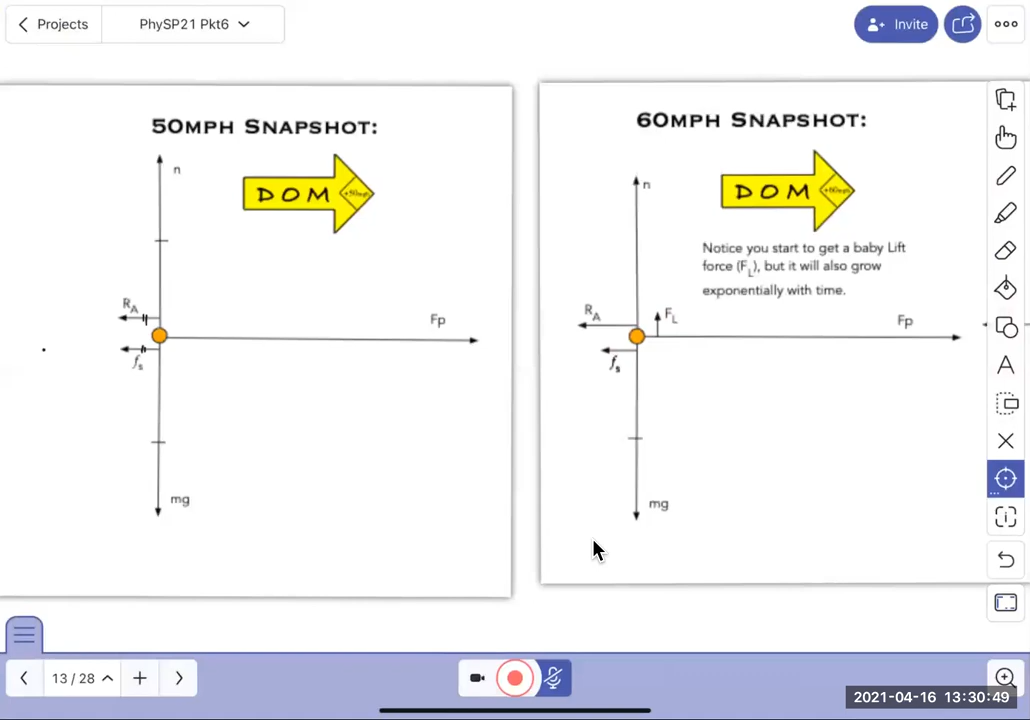 Projects
PhySP21 Pkt6
Invite
50MPH SNAPSHOT:
DOM
+50mph
n
RA
Fp
fs
mg
60MPH SNAPSHOT:
DOM
+60mph
Notice you start to get a baby Lift
force (FL), but it will also grow
exponentially with time.
n
RA
FL
Fp
fs
mg
A
13 / 28
2021-04-16 13:30:49